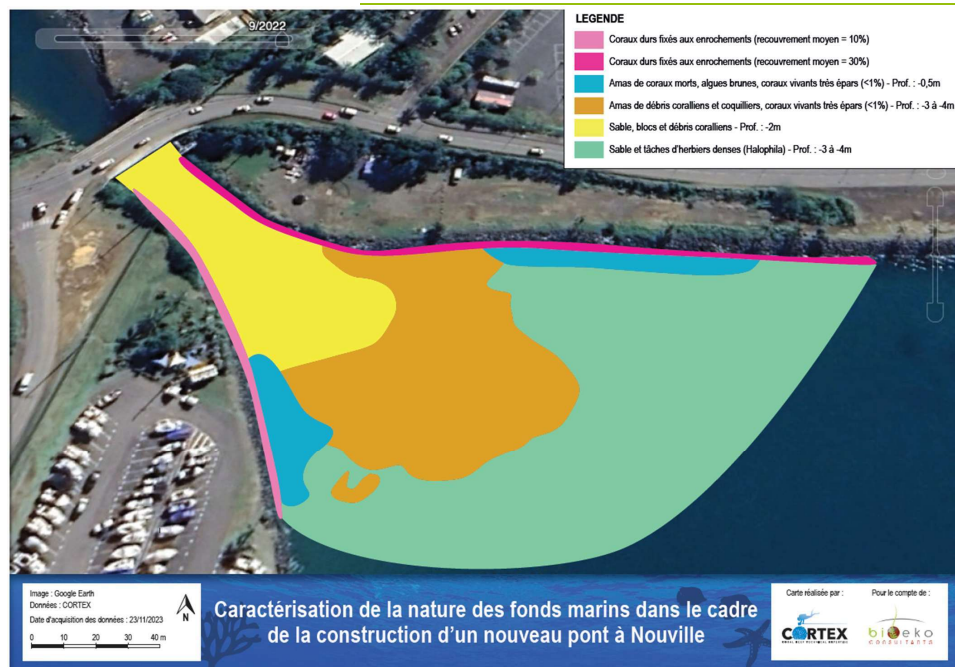 9/2022
LEGENDE
Coraux durs fixés aux enrochements (recouvrement moyen = 10%)
Coraux durs fixés aux enrochements (recouvrement moyen = 30%)
Amas de coraux morts, algues brunes, coraux vivants très épars (<1%) - Prof. : -0,5m
Amas de débris coralliens et coquilliers, coraux vivants très épars (<1%) - Prof. : -3 à -4m
Sable, blocs et débris coralliens - Prof. : -2m
Sable et tâches d'herbiers denses (Halophila) - Prof. : -3 à -4m
Image : Google Earth
Données : CORTEX
Date d'acquisition des données : 23/11/2023
0 10 20 30 40 m
N
Caractérisation de la nature des fonds marins dans le cadre
de la construction d'un nouveau pont à Nouville
Carte réalisée par :
CORTEX
Pour le compte de :
bioeko
CONSULTANTS